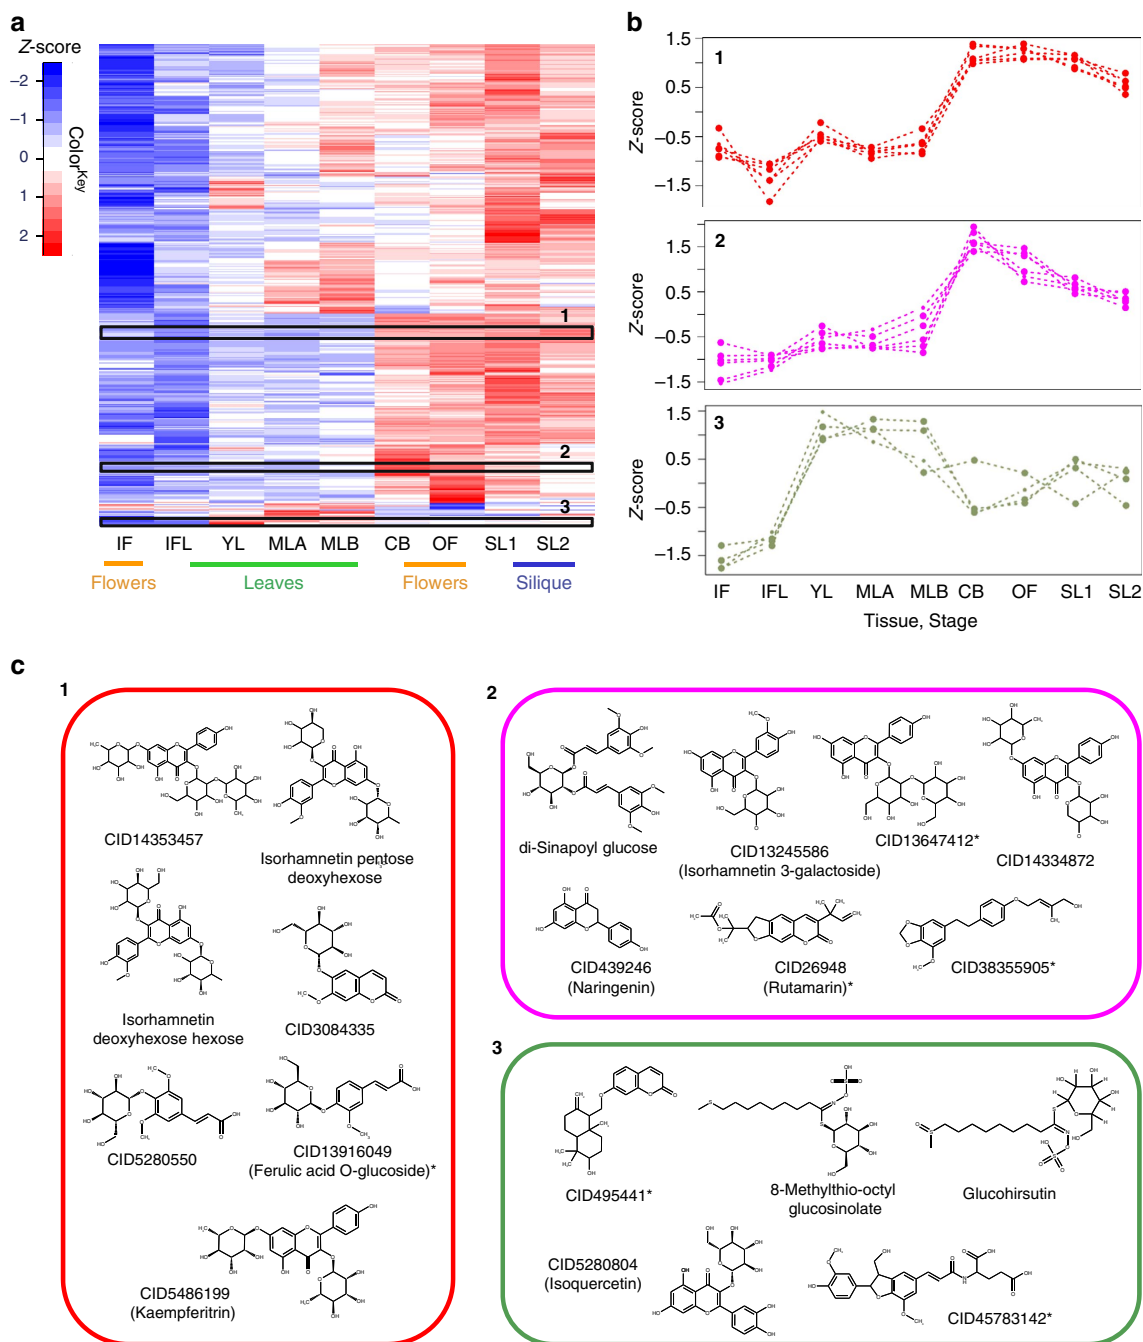 a
Z-score
−2
−1
0
1
2
Color Key
1
2
3
IF IFL YL MLA MLB CB OF SL1 SL2
Flowers Leaves Flowers Silique
b
1
1.5
0.5
−0.5
−1.5
Z-score
2
1.5
0.5
−0.5
−1.5
Z-score
3
1.5
0.5
−0.5
−1.5
Z-score
IF IFL YL MLA MLB CB OF SL1 SL2
Tissue, Stage
c
1
CID14353457
Isorhamnetin pentose
deoxyhexose
Isorhamnetin
deoxyhexose hexose
CID3084335
CID5280550
CID13916049
(Ferulic acid O-glucoside)*
CID5486199
(Kaempferitrin)
2
di-Sinapoyl glucose
CID13245586
(Isorhamnetin 3-galactoside)
CID13647412*
CID14334872
CID439246
(Naringenin)
CID26948
(Rutamarin)*
CID38355905*
3
CID495441*
8-Methylthio-octyl
glucosinolate
Glucohirsutin
CID5280804
(Isoquercetin)
CID45783142*